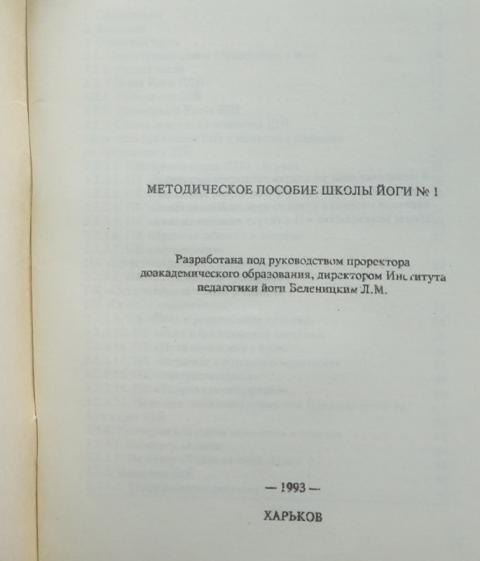 МЕТОДИЧЕСКОЕ ПОСОБИЕ ШКОЛЫ ЙОГИ № 1
Разработана под руководством проректора
доакадемического образования, директором Института
педагогики йоги Беленицким Л.М.
— 1993 —
ХАРЬКОВ